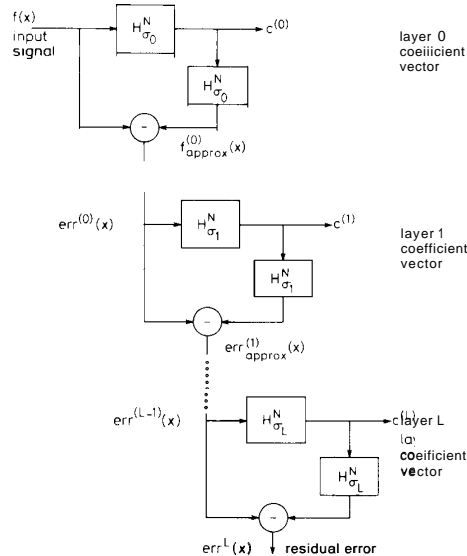 f(x)
input
signal
H^N_σ0
c^(0)
layer 0
coeiiicient
vector
H^N_σ0
-
f^(0)_approx(x)
err^(0)(x)
H^N_σ1
c^(1)
layer 1
coefficient
vector
H^N_σ1
-
err^(1)_approx(x)
err^(L-1)(x)
H^N_σL
c^(L)
layer L
coeificient
vector
H^N_σL
-
err^L(x)
residual error